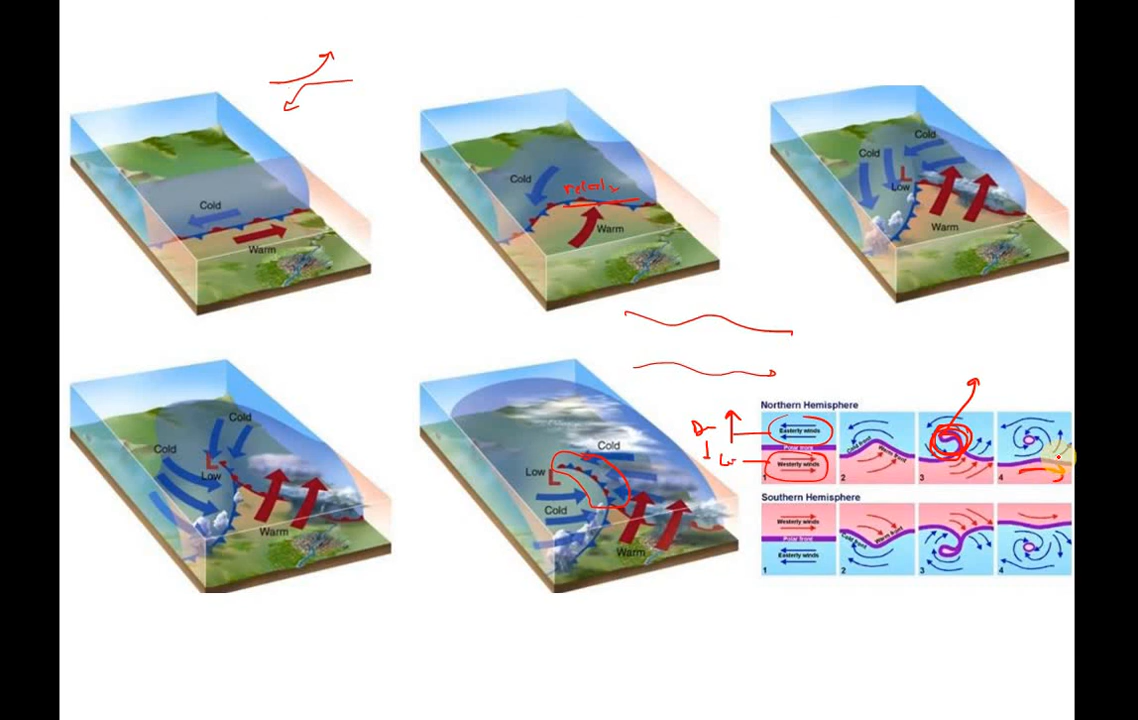 Cold
Warm
Cold
Warm
Cold
Cold
L
Low
Warm
Cold
Cold
L
Low
Warm
Cold
Low
L
Cold
Warm
Northern Hemisphere
Easterly winds
Polar front
Westerly winds
1
Cold front
Warm front
2
3
4
Southern Hemisphere
Westerly winds
Polar front
Easterly winds
1
Cold front
Warm front
2
3
4